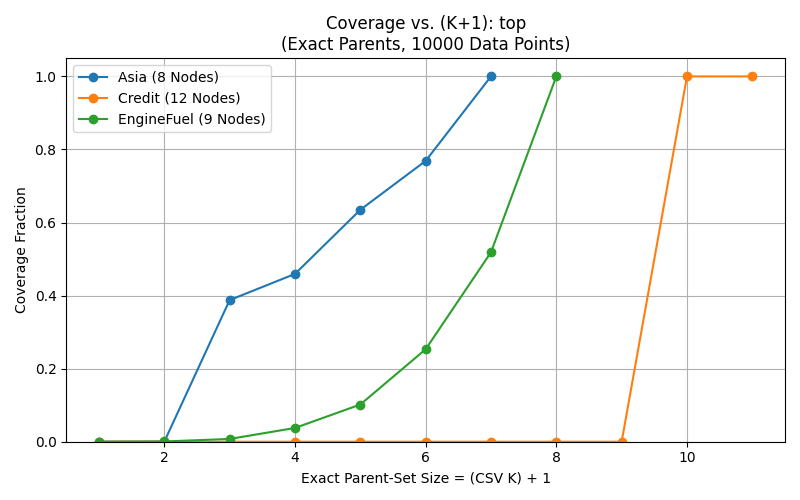 Coverage vs. (K+1): top
(Exact Parents, 10000 Data Points)
Asia (8 Nodes)
Credit (12 Nodes)
EngineFuel (9 Nodes)
Coverage Fraction
1.0
0.8
0.6
0.4
0.2
0.0
2 4 6 8 10
Exact Parent-Set Size = (CSV K) + 1